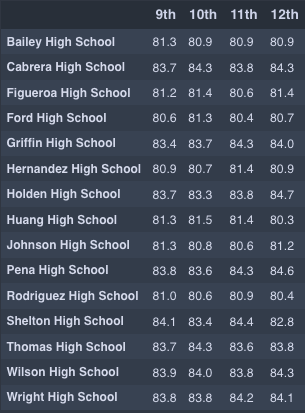 9th 10th 11th 12th
Bailey High School 81.3 80.9 80.9 80.9
Cabrera High School 83.7 84.3 83.8 84.3
Figueroa High School 81.2 81.4 80.6 81.4
Ford High School 80.6 81.3 80.4 80.7
Griffin High School 83.4 83.7 84.3 84.0
Hernandez High School 80.9 80.7 81.4 80.9
Holden High School 83.7 83.3 83.8 84.7
Huang High School 81.3 81.5 81.4 80.3
Johnson High School 81.3 80.8 80.6 81.2
Pena High School 83.8 83.6 84.3 84.6
Rodriguez High School 81.0 80.6 80.9 80.4
Shelton High School 84.1 83.4 84.4 82.8
Thomas High School 83.7 84.3 83.6 83.8
Wilson High School 83.9 84.0 83.8 84.3
Wright High School 83.8 83.8 84.2 84.1